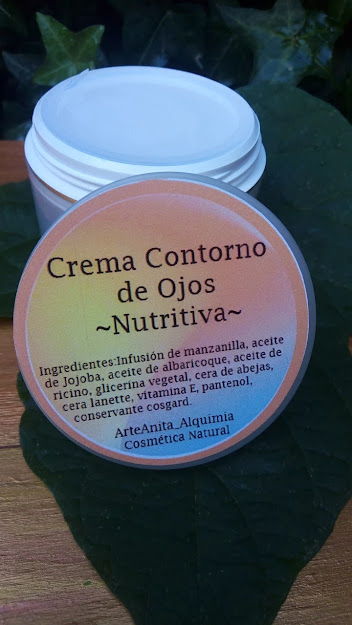 Crema Contorno
de Ojos
~Nutritiva~
Ingredientes:Infusión de manzanilla, aceite
de Jojoba, aceite de albaricoque, aceite de
ricino, glicerina vegetal, cera de abejas,
cera lanette, vitamina E, pantenol,
conservante cosgard.
ArteAnita_Alquimia
Cosmética Natural